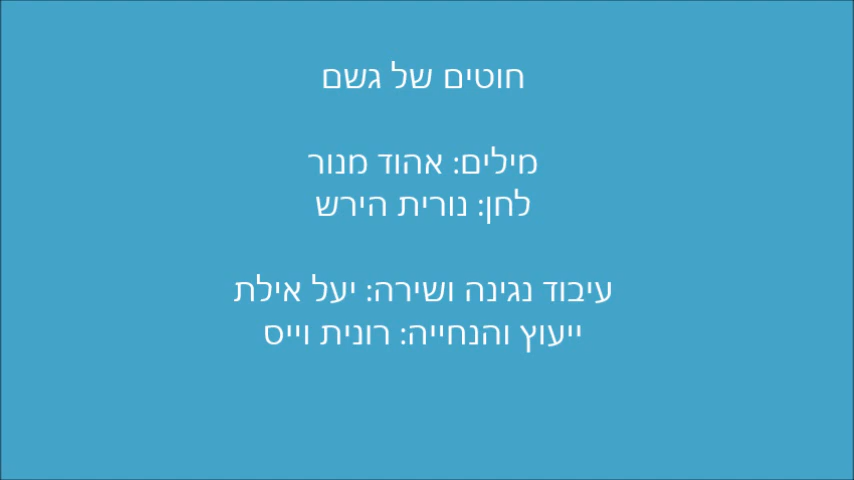 חוטים של גשם
מילים: אהוד מנור
לחן: נורית הירש
עיבוד נגינה ושירה: יעל אילת
ייעוץ והנחייה: רונית וייס